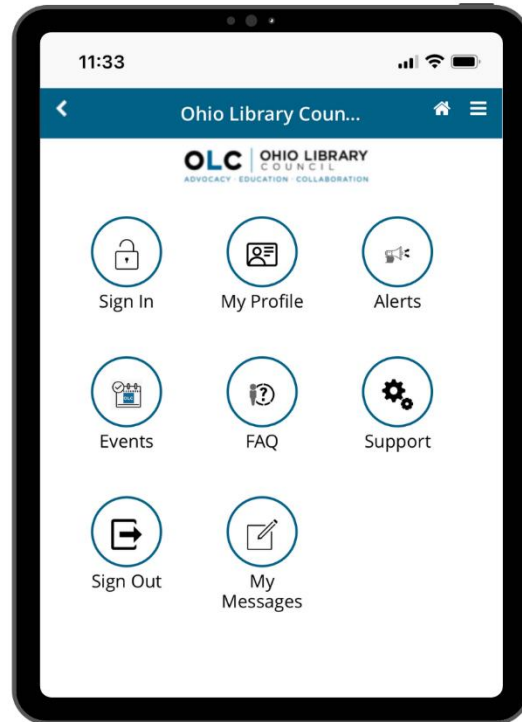 11:33
Ohio Library Coun...
OLC OHIO LIBRARY
COUNCIL
ADVOCACY · EDUCATION · COLLABORATION
Sign In
My Profile
Alerts
Events
FAQ
Support
Sign Out
My
Messages